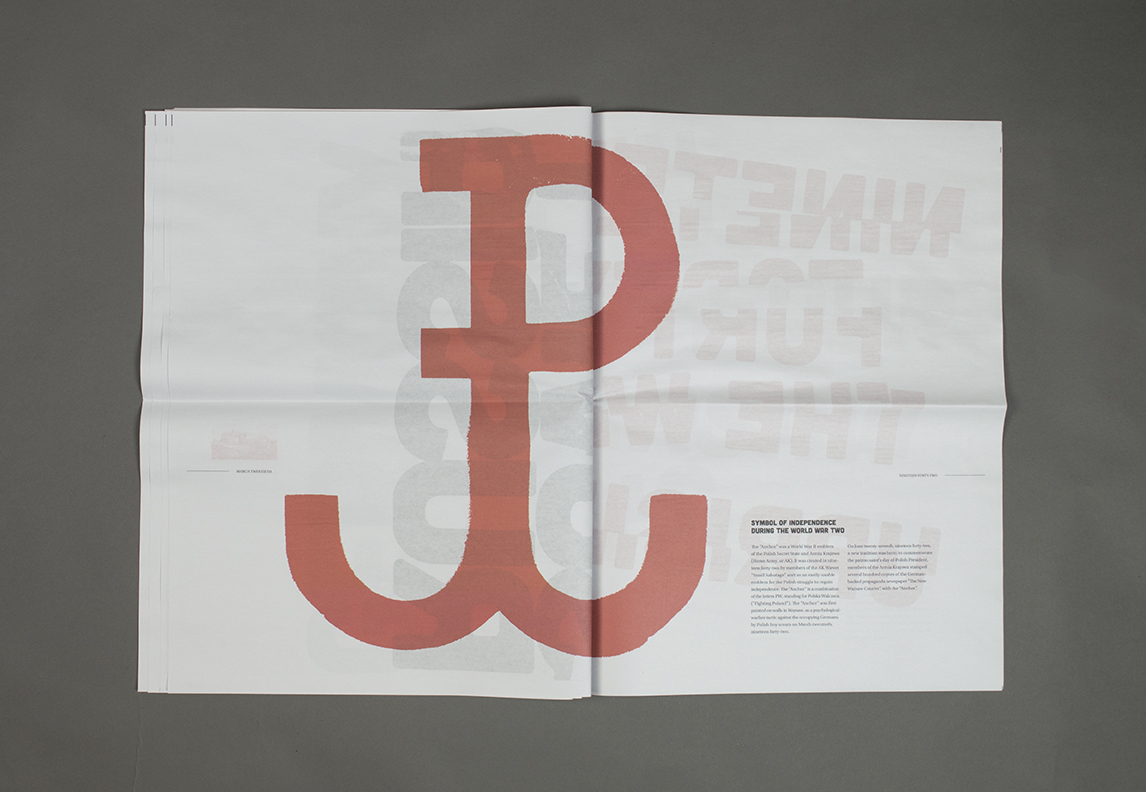 MARCH TWENTIETH
NINETEEN FORTY-TWO
SYMBOL OF INDEPENDENCE
DURING THE WORLD WAR TWO
The "Anchor" was a World War II emblem
of the Polish Secret State and Armia Krajowa
(Home Army, or AK). It was created in nine-
teen forty-two by members of the AK Wawer
"Small Sabotage" unit as an easily usable
emblem for the Polish struggle to regain
independence. The "Anchor" is a combination
of the letters PW, standing for Polska Walcząca
("Fighting Poland"). The "Anchor" was first
painted on walls in Warsaw, as a psychological
warfare tactic against the occupying Germans,
by Polish boy scouts on March twentieth,
nineteen forty-two.
On June twenty-seventh, nineteen forty-two,
a new tradition was born; to commemorate
the patron saint's day of Polish President,
members of the Armia Krajowa stamped
several hundred copies of the German-
backed propaganda newspaper "The New
Warsaw Courier" with the "Anchor".